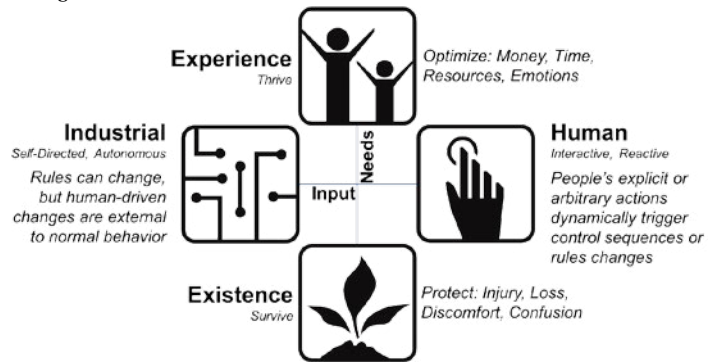 Experience
Thrive
Optimize: Money, Time,
Resources, Emotions
Industrial
Self-Directed, Autonomous
Rules can change,
but human-driven
changes are external
to normal behavior
Needs
Input
Human
Interactive, Reactive
People's explicit or
arbitrary actions
dynamically trigger
control sequences or
rules changes
Existence
Survive
Protect: Injury, Loss,
Discomfort, Confusion